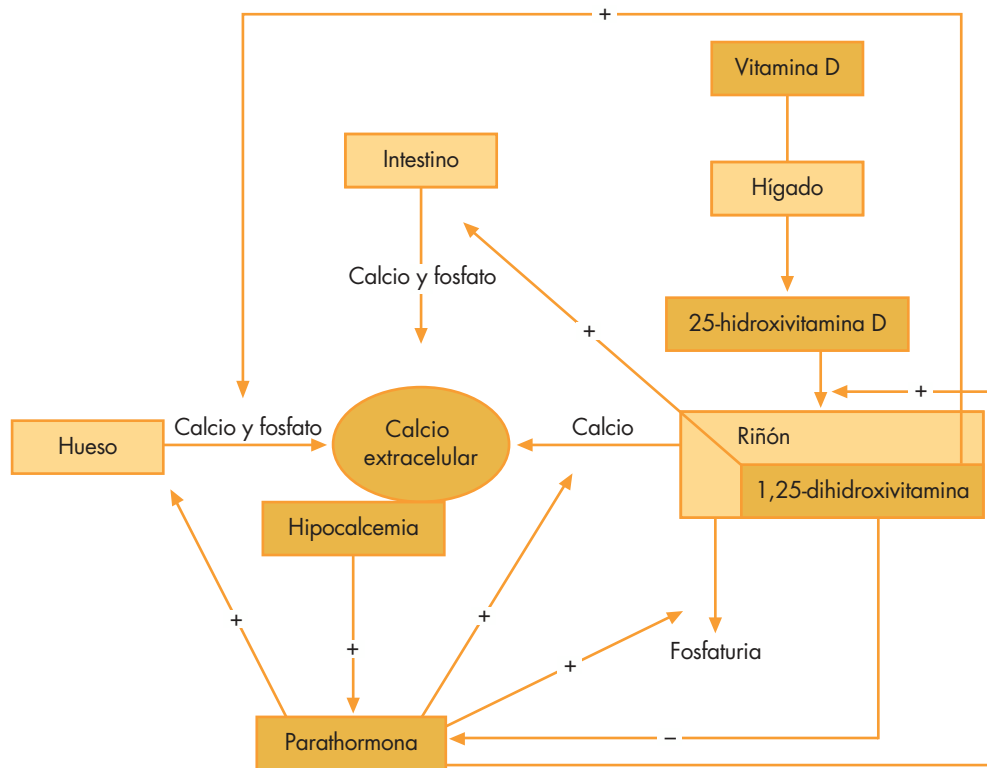 +
Vitamina D
Intestino
Hígado
Calcio y fosfato
25-hidroxivitamina D
+
+
Hueso
Calcio y fosfato
Calcio
extracelular
Calcio
Riñón
1,25-dihidroxivitamina
Hipocalcemia
+
+
+
+
Fosfaturia
Parathormona
–